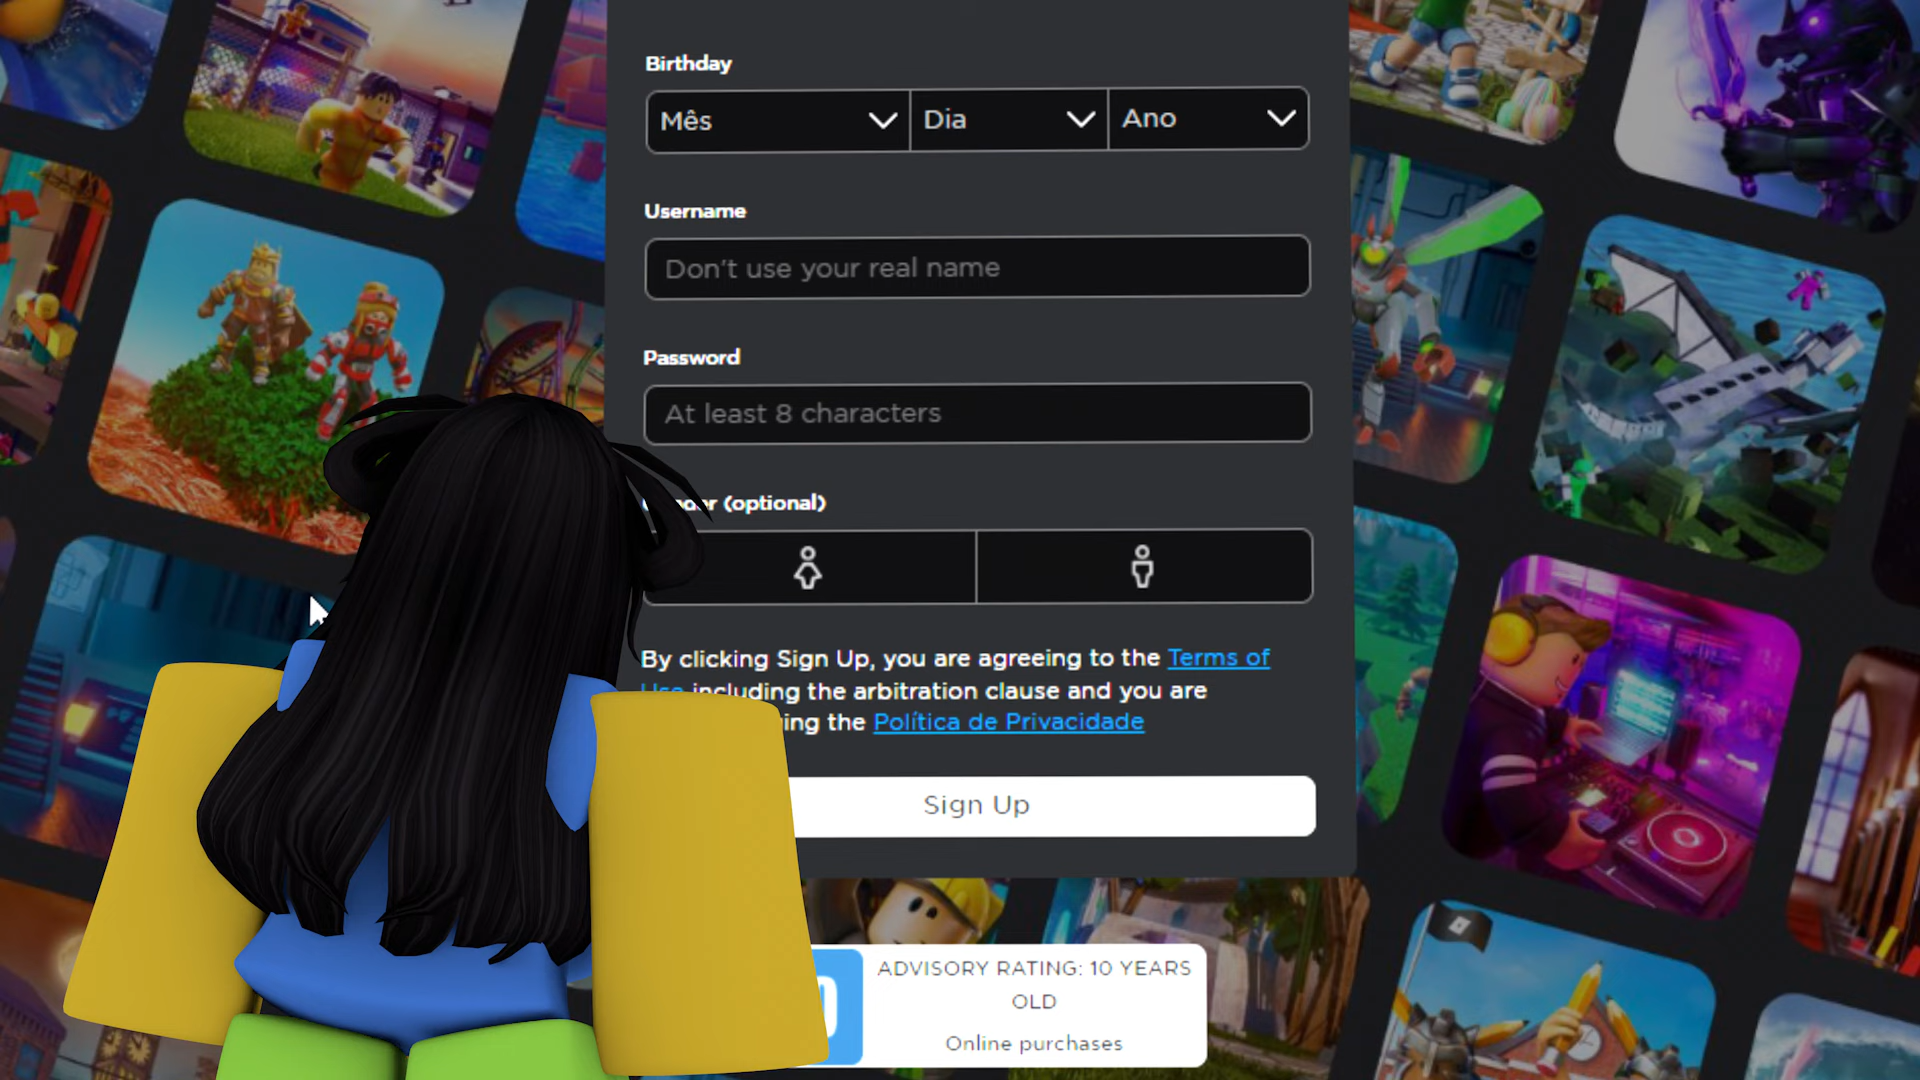 Birthday
Mês Dia Ano
Username
Don't use your real name
Password
At least 8 characters
(optional)
By clicking Sign Up, you are agreeing to the Terms of
Use including the arbitration clause and you are
the Política de Privacidade
Sign Up
ADVISORY RATING: 10 YEARS
OLD
Online purchases